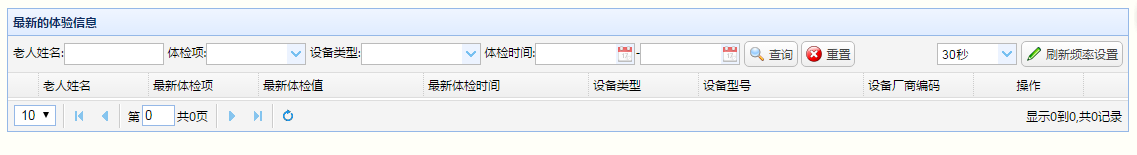 最新的体验信息
老人姓名: 体检项: 设备类型: 体检时间: - 查询 重置 30秒 刷新频率设置
老人姓名 最新体检项 最新体检值 最新体检时间 设备类型 设备型号 设备厂商编码 操作
10 第 0 共0页 显示0到0,共0记录